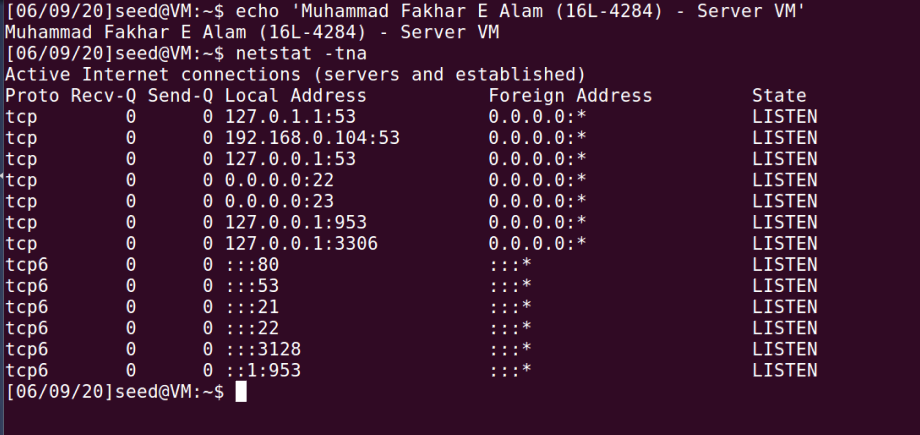 [06/09/20]seed@VM:~$ echo 'Muhammad Fakhar E Alam (16L-4284) - Server VM'
Muhammad Fakhar E Alam (16L-4284) - Server VM
[06/09/20]seed@VM:~$ netstat -tna
Active Internet connections (servers and established)
Proto Recv-Q Send-Q Local Address           Foreign Address         State
tcp        0      0 127.0.1.1:53            0.0.0.0:*               LISTEN
tcp        0      0 192.168.0.104:53        0.0.0.0:*               LISTEN
tcp        0      0 127.0.0.1:53            0.0.0.0:*               LISTEN
tcp        0      0 0.0.0.0:22              0.0.0.0:*               LISTEN
tcp        0      0 0.0.0.0:23              0.0.0.0:*               LISTEN
tcp        0      0 127.0.0.1:953           0.0.0.0:*               LISTEN
tcp        0      0 127.0.0.1:3306          0.0.0.0:*               LISTEN
tcp6       0      0 :::80                   :::*                    LISTEN
tcp6       0      0 :::53                   :::*                    LISTEN
tcp6       0      0 :::21                   :::*                    LISTEN
tcp6       0      0 :::22                   :::*                    LISTEN
tcp6       0      0 :::3128                 :::*                    LISTEN
tcp6       0      0 ::1:953                 :::*                    LISTEN
[06/09/20]seed@VM:~$